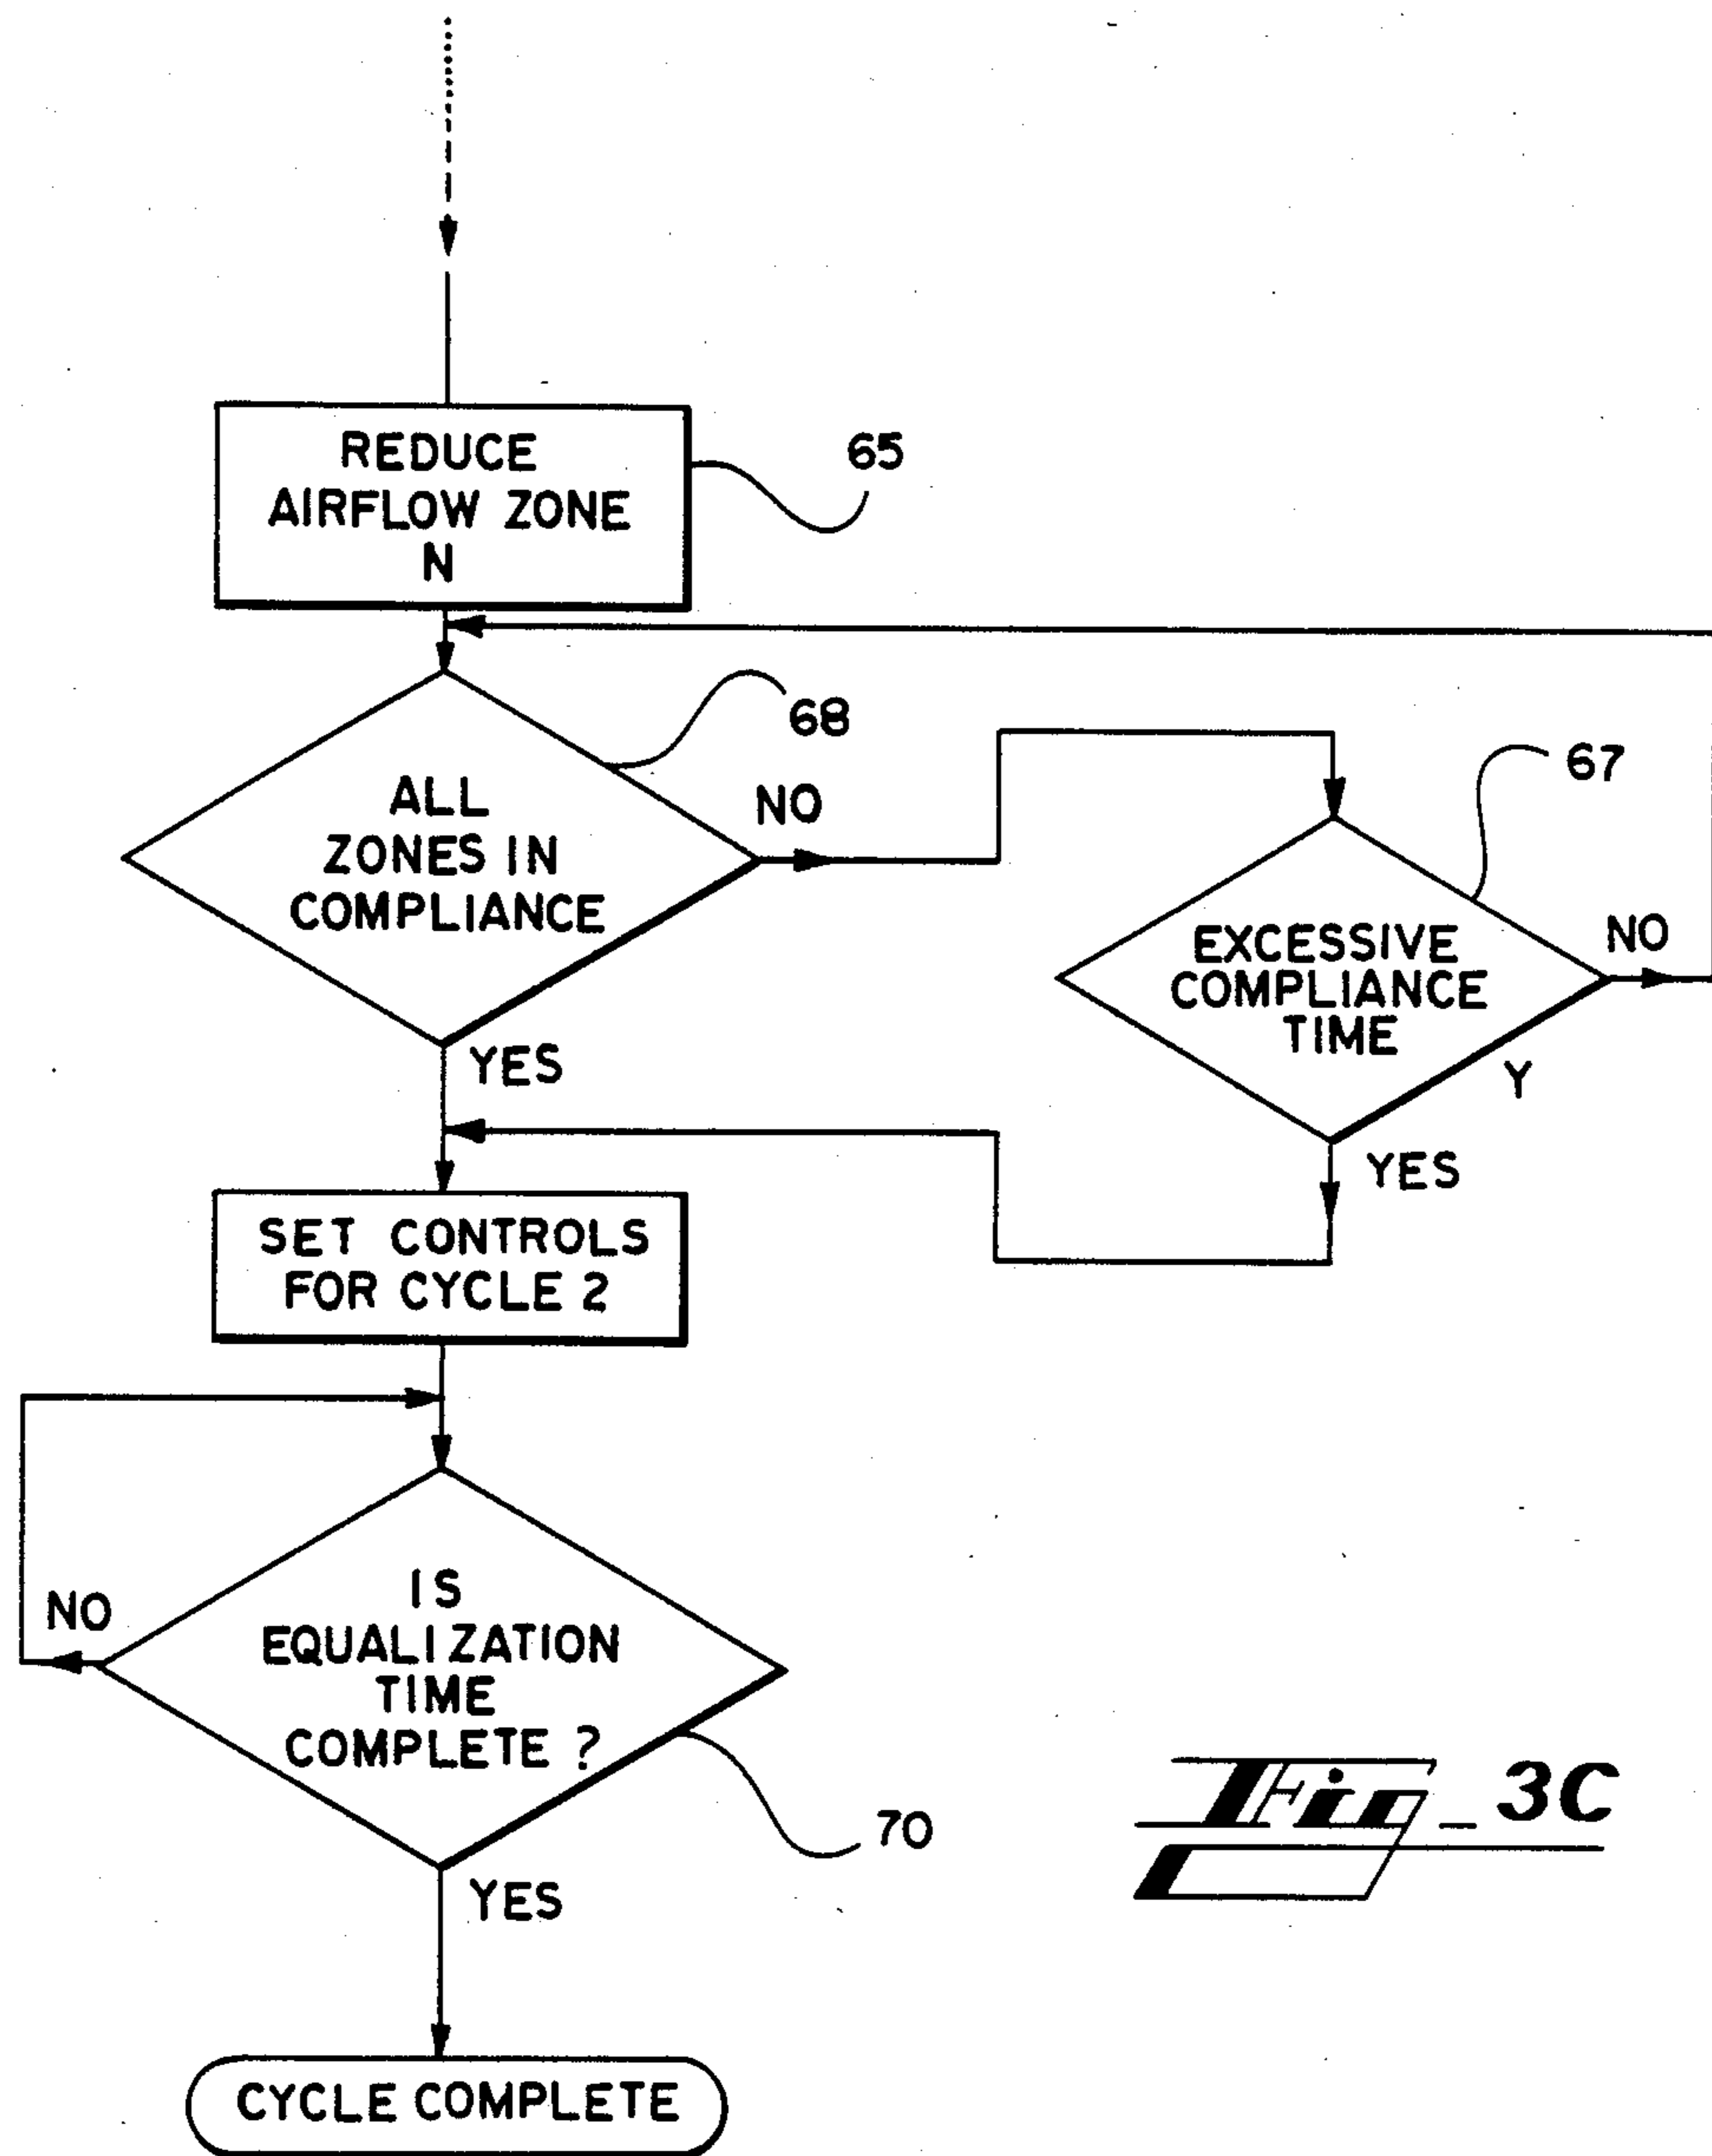 REDUCE
AIRFLOW ZONE
N
65
68
ALL
ZONES IN
COMPLIANCE
NO
67
EXCESSIVE
COMPLIANCE
TIME
NO
Y
YES
YES
SET CONTROLS
FOR CYCLE 2
NO
IS
EQUALIZATION
TIME
COMPLETE ?
70
YES
CYCLE COMPLETE
Fig_3C